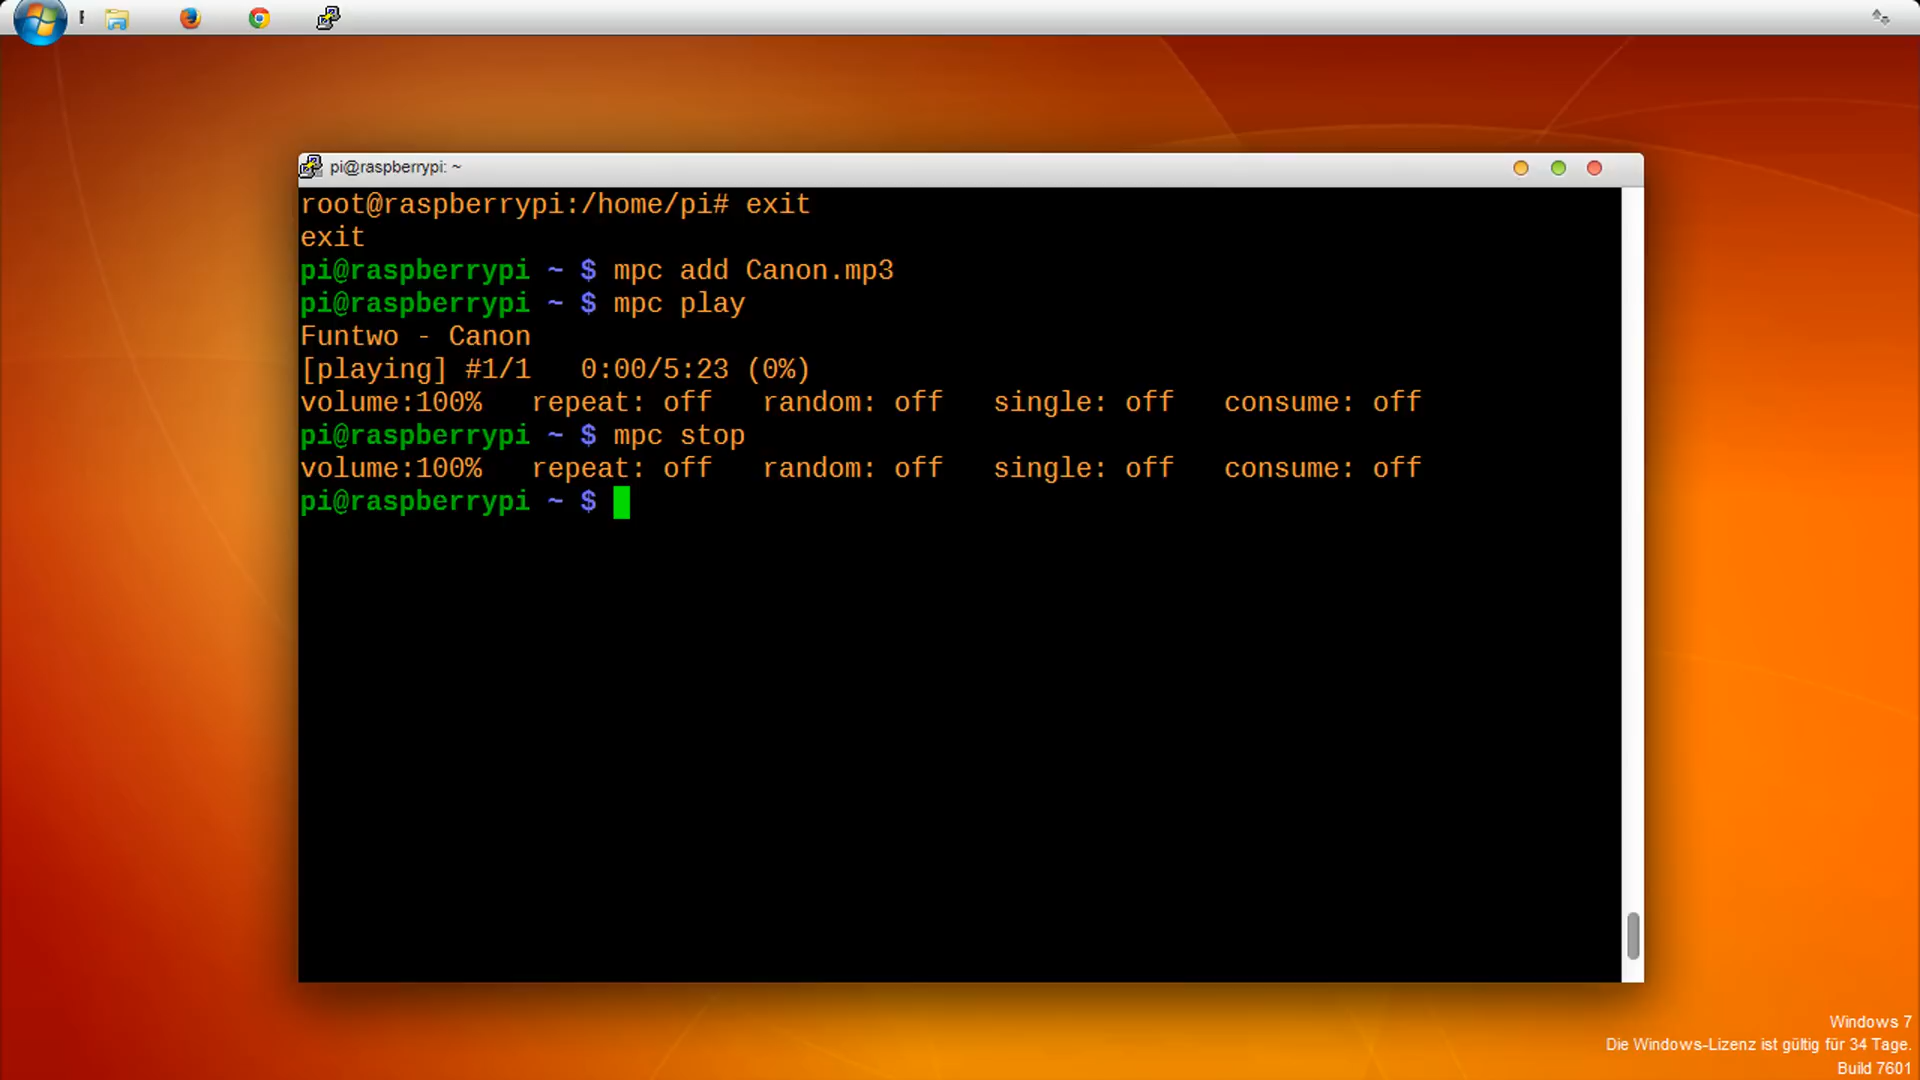 pi@raspberrypi: ~
root@raspberrypi:/home/pi# exit
exit
pi@raspberrypi ~ $ mpc add Canon.mp3
pi@raspberrypi ~ $ mpc play
Funtwo - Canon
[playing] #1/1   0:00/5:23 (0%)
volume:100%   repeat: off   random: off   single: off   consume: off
pi@raspberrypi ~ $ mpc stop
volume:100%   repeat: off   random: off   single: off   consume: off
pi@raspberrypi ~ $
Windows 7
Die Windows-Lizenz ist gültig für 34 Tage.
Build 7601